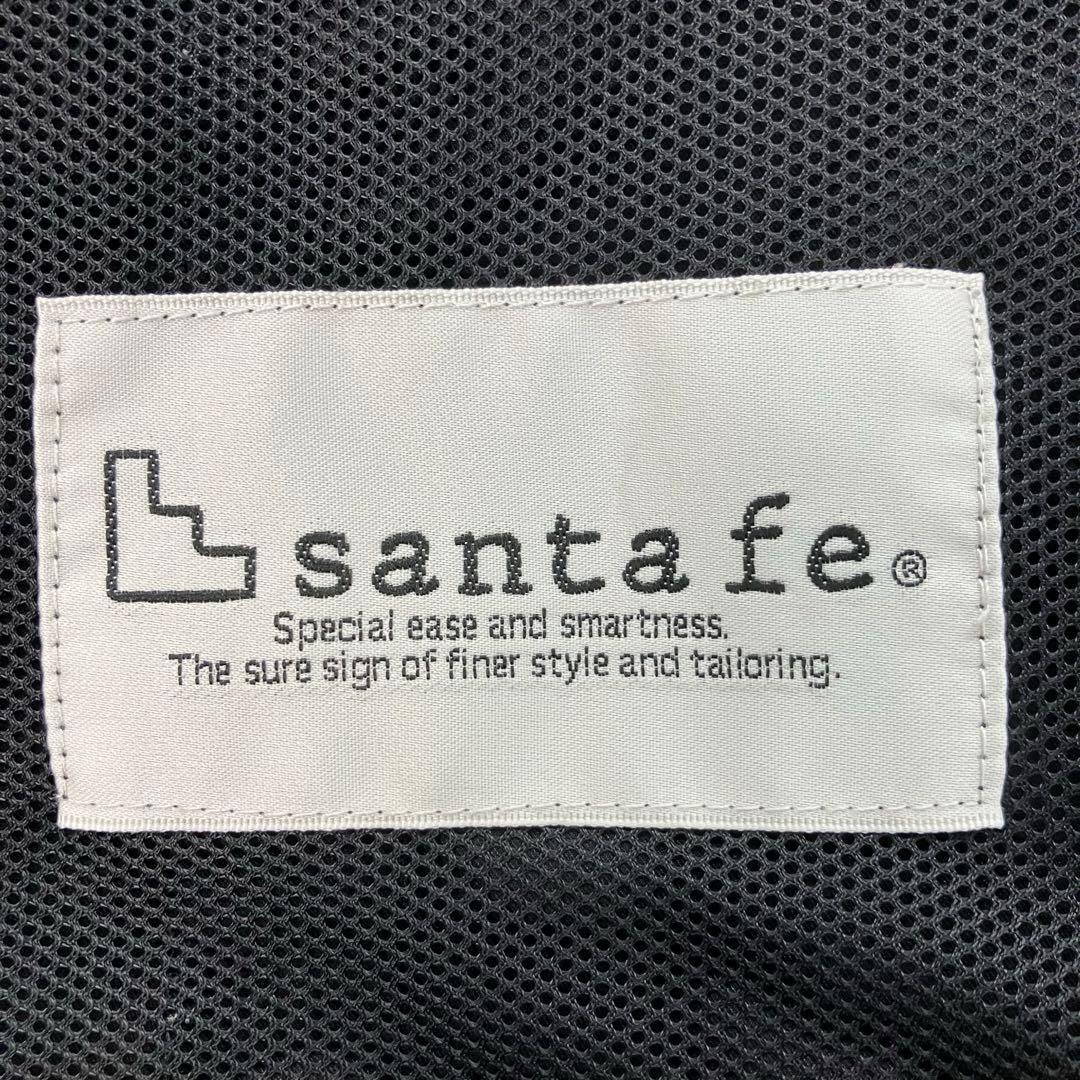 santa fe®
Special ease and smartness.
The sure sign of finer style and tailoring.